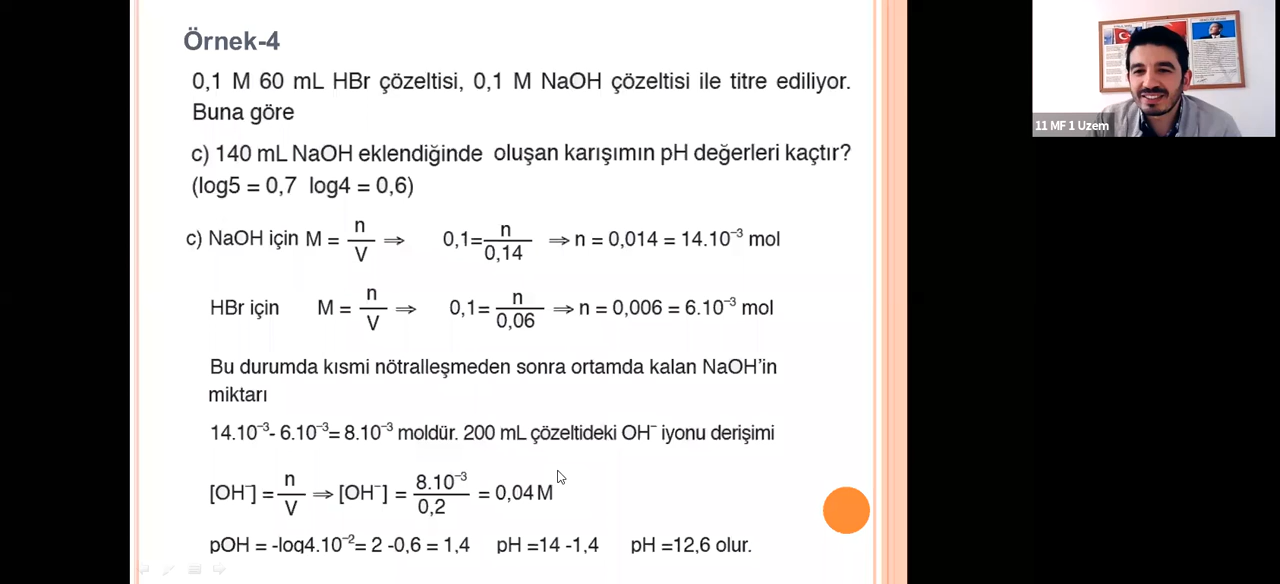 Örnek-4
0,1 M 60 mL HBr çözeltisi, 0,1 M NaOH çözeltisi ile titre ediliyor.
Buna göre
c) 140 mL NaOH eklendiğinde oluşan karışımın pH değerleri kaçtır?
(log5 = 0,7 log4 = 0,6)
c) NaOH için M = n/V ⇒ 0,1= n/0,14 ⇒ n = 0,014 = 14.10⁻³ mol
HBr için M = n/V ⇒ 0,1= n/0,06 ⇒ n = 0,006 = 6.10⁻³ mol
Bu durumda kısmi nötralleşmeden sonra ortamda kalan NaOH’in
miktarı
14.10⁻³- 6.10⁻³= 8.10⁻³ moldür. 200 mL çözeltideki OH⁻ iyonu derişimi
[OH⁻] = n/V ⇒ [OH⁻] = 8.10⁻³/0,2 = 0,04 M
pOH = -log4.10⁻²= 2 -0,6 = 1,4 pH =14 -1,4 pH =12,6 olur.
11 MF 1 Uzem